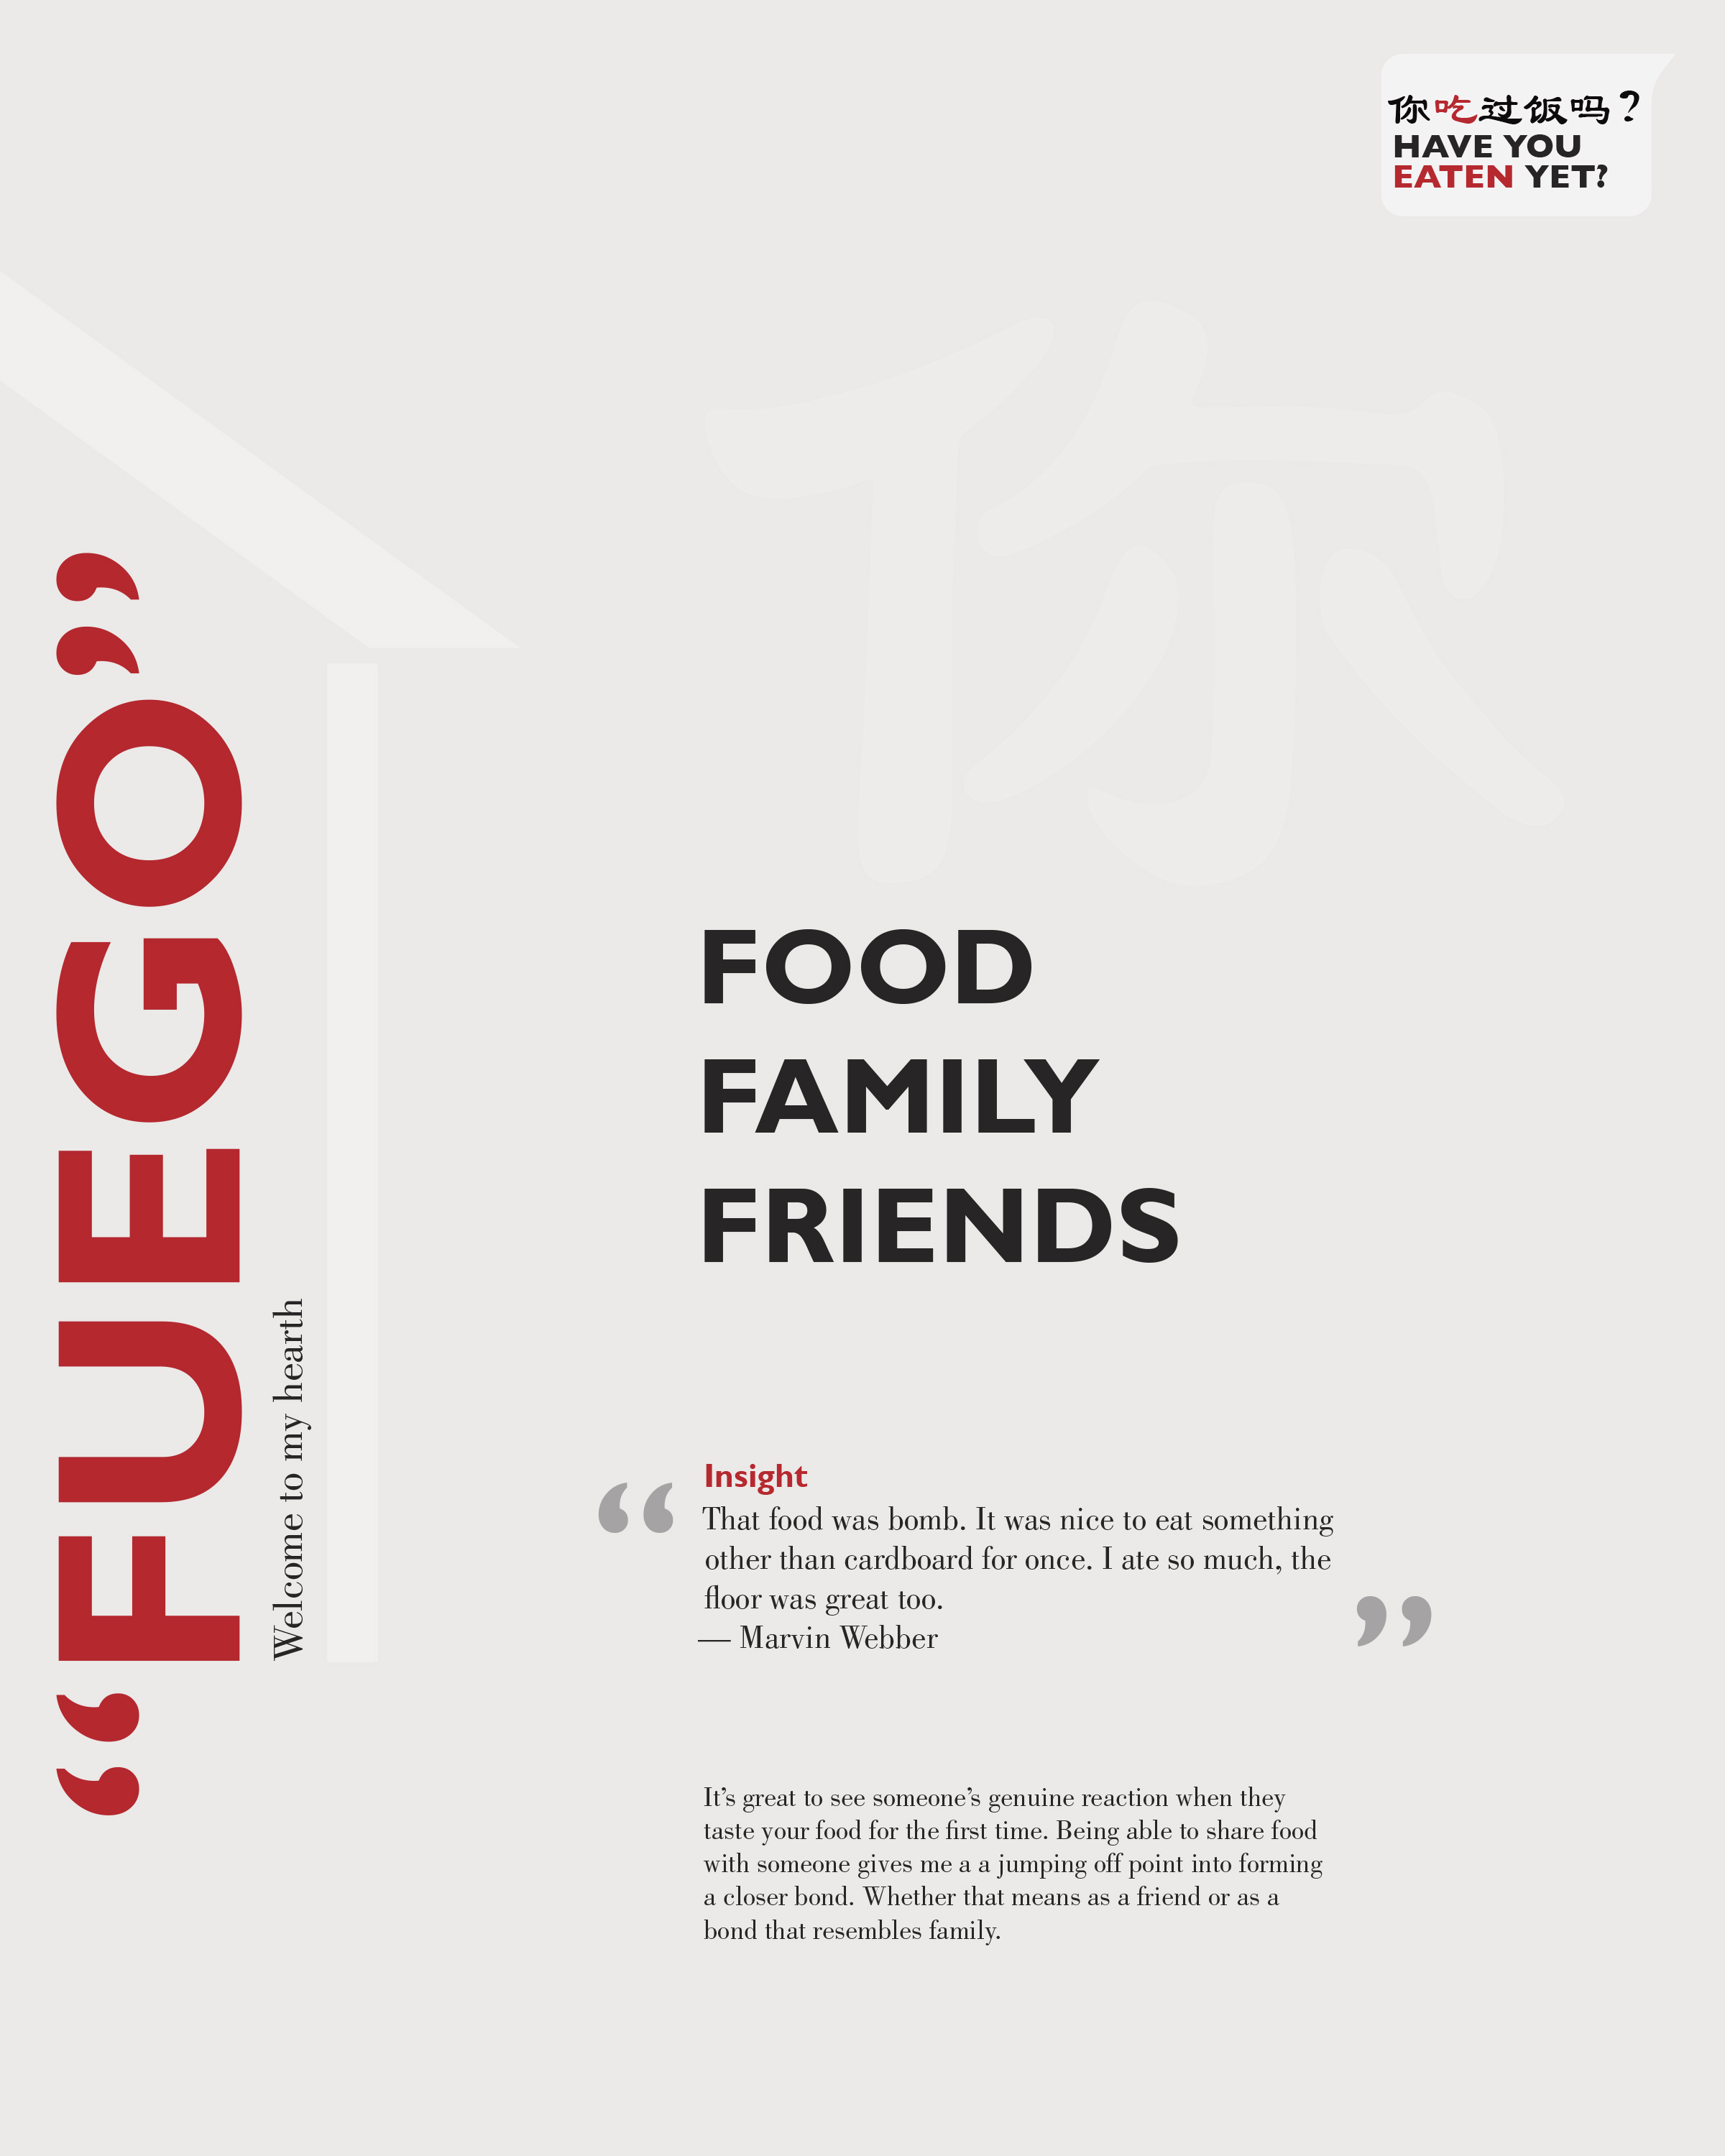 你吃过饭吗？
HAVE YOU
EATEN YET?
“FUEGO”
Welcome to my hearth
你
FOOD
FAMILY
FRIENDS
Insight
“That food was bomb. It was nice to eat something
other than cardboard for once. I ate so much, the
floor was great too.
— Marvin Webber”
It’s great to see someone’s genuine reaction when they
taste your food for the first time. Being able to share food
with someone gives me a a jumping off point into forming
a closer bond. Whether that means as a friend or as a
bond that resembles family.